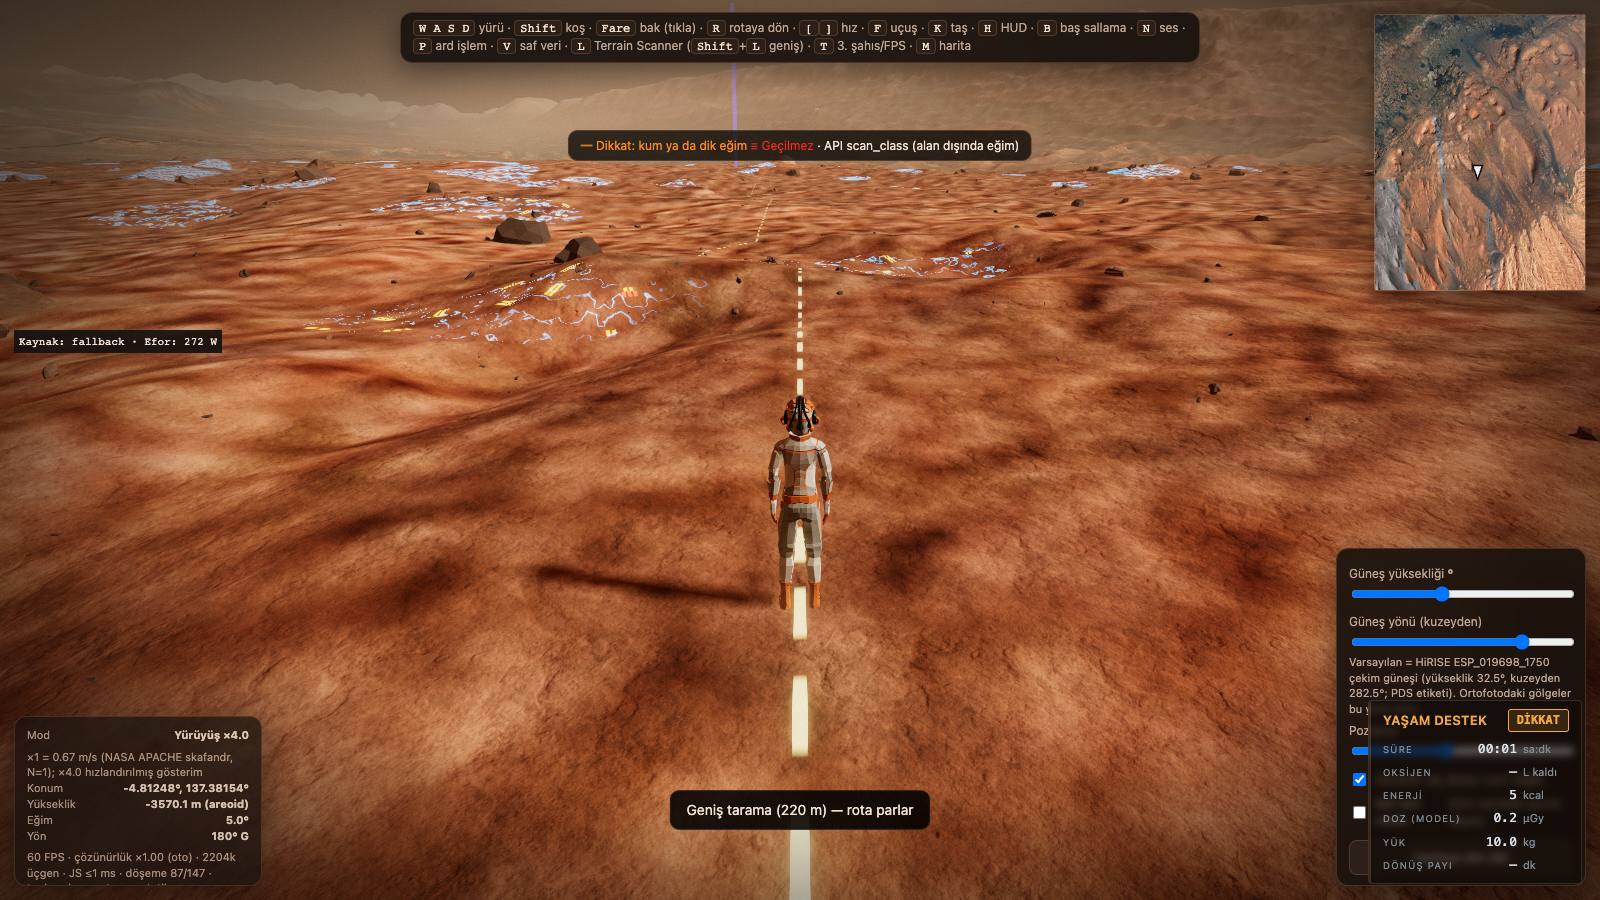 W A S D yürü · Shift koş · Fare bak (tıkla) · R rotaya dön · [ ] hız · F uçuş · K taş · H HUD · B baş sallama · N ses ·
P ard işlem · V saf veri · L Terrain Scanner (Shift+L geniş) · T 3. şahıs/FPS · M harita
— Dikkat: kum ya da dik eğim ≡ Geçilmez · API scan_class (alan dışında eğim)
Kaynak: fallback · Efor: 272 W
Güneş yüksekliği °
Güneş yönü (kuzeyden)
Varsayılan = HiRISE ESP_019698_1750
çekim güneşi (yükseklik 32.5°, kuzeyden
282.5°; PDS etiketi). Ortofotodaki gölgeler
bu
YAŞAM DESTEK DİKKAT
SÜRE 00:01 sa:dk
OKSİJEN — L kaldı
ENERJİ 5 kcal
DOZ (MODEL) 0.2 µGy
YÜK 10.0 kg
DÖNÜŞ PAYI — dk
Geniş tarama (220 m) — rota parlar
Mod Yürüyüş ×4.0
×1 = 0.67 m/s (NASA APACHE skafandr,
N=1); ×4.0 hızlandırılmış gösterim
Konum -4.81248°, 137.38154°
Yükseklik -3570.1 m (areoid)
Eğim 5.0°
Yön 180° G
60 FPS · çözünürlük ×1.00 (oto) · 2204k
üçgen · JS ≤1 ms · döşeme 87/147 ·